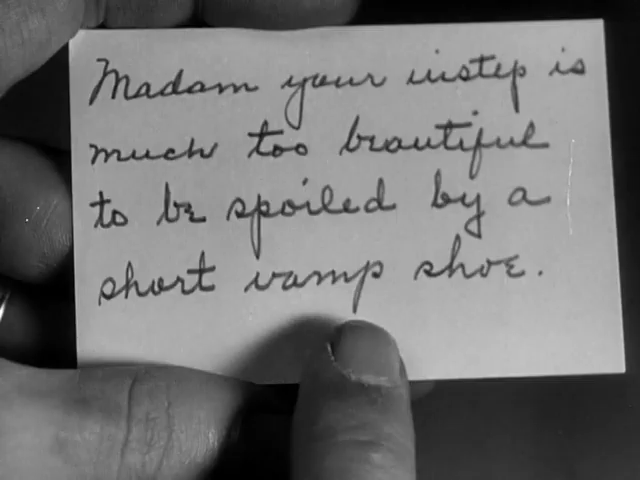 Madam your instep is
much too beautiful
to be spoiled by a
short vamp shoe.